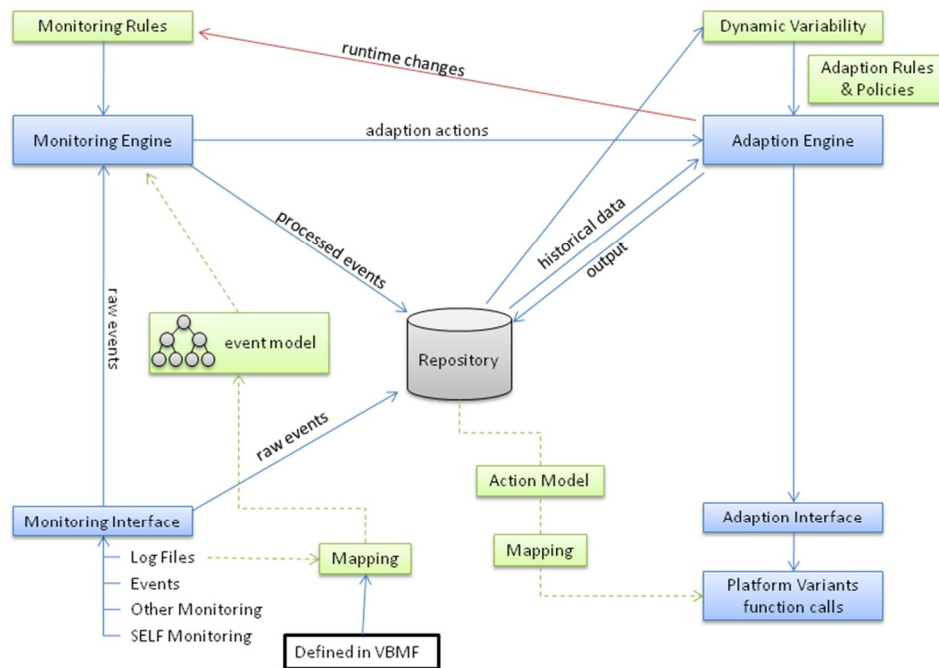 Monitoring Rules
Dynamic Variability
runtime changes
Adaption Rules
& Policies
Monitoring Engine
adaption actions
Adaption Engine
processed events
historical data
output
raw events
event model
Repository
raw events
Action Model
Monitoring Interface
Adaption Interface
Log Files
Mapping
Mapping
Events
Other Monitoring
SELF Monitoring
Platform Variants
function calls
Defined in VBMF